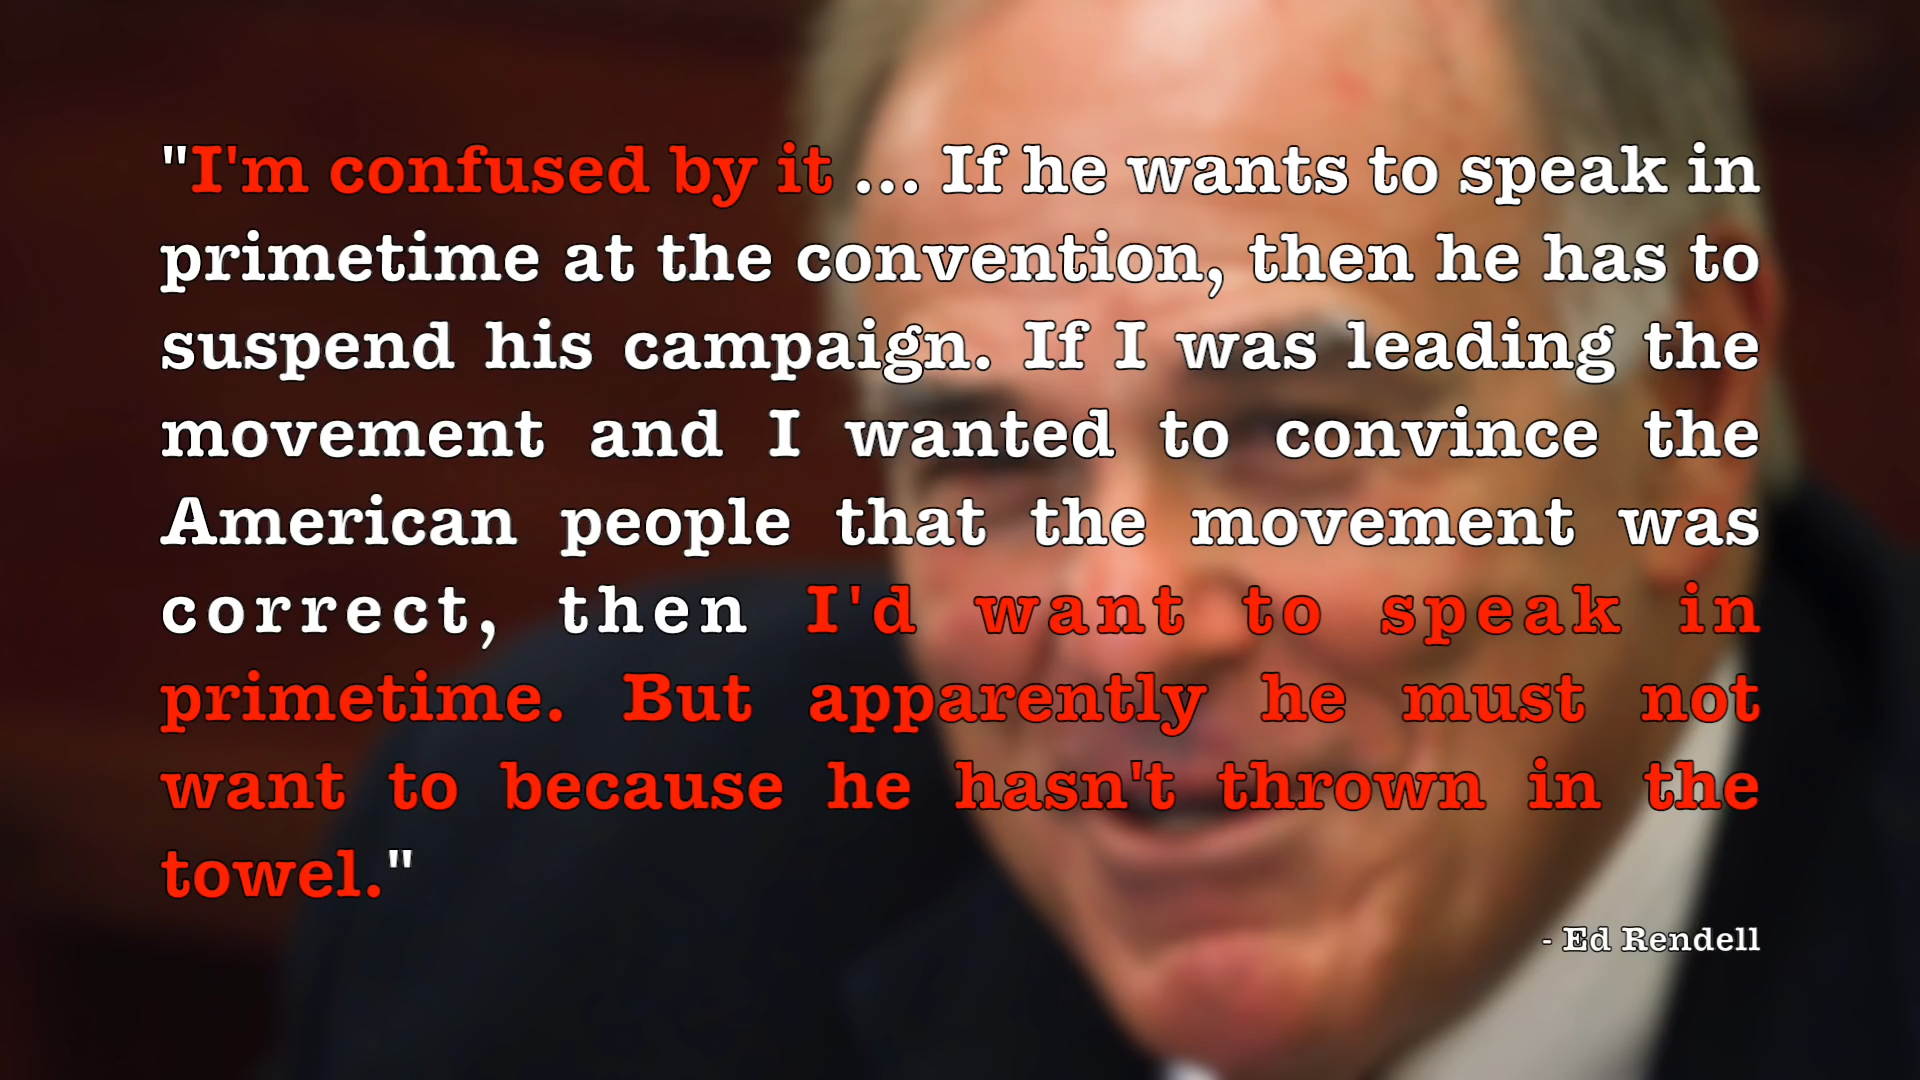 "I'm confused by it ... If he wants to speak in
primetime at the convention, then he has to
suspend his campaign. If I was leading the
movement and I wanted to convince the
American people that the movement was
correct, then I'd want to speak in
primetime. But apparently he must not
want to because he hasn't thrown in the
towel."
- Ed Rendell